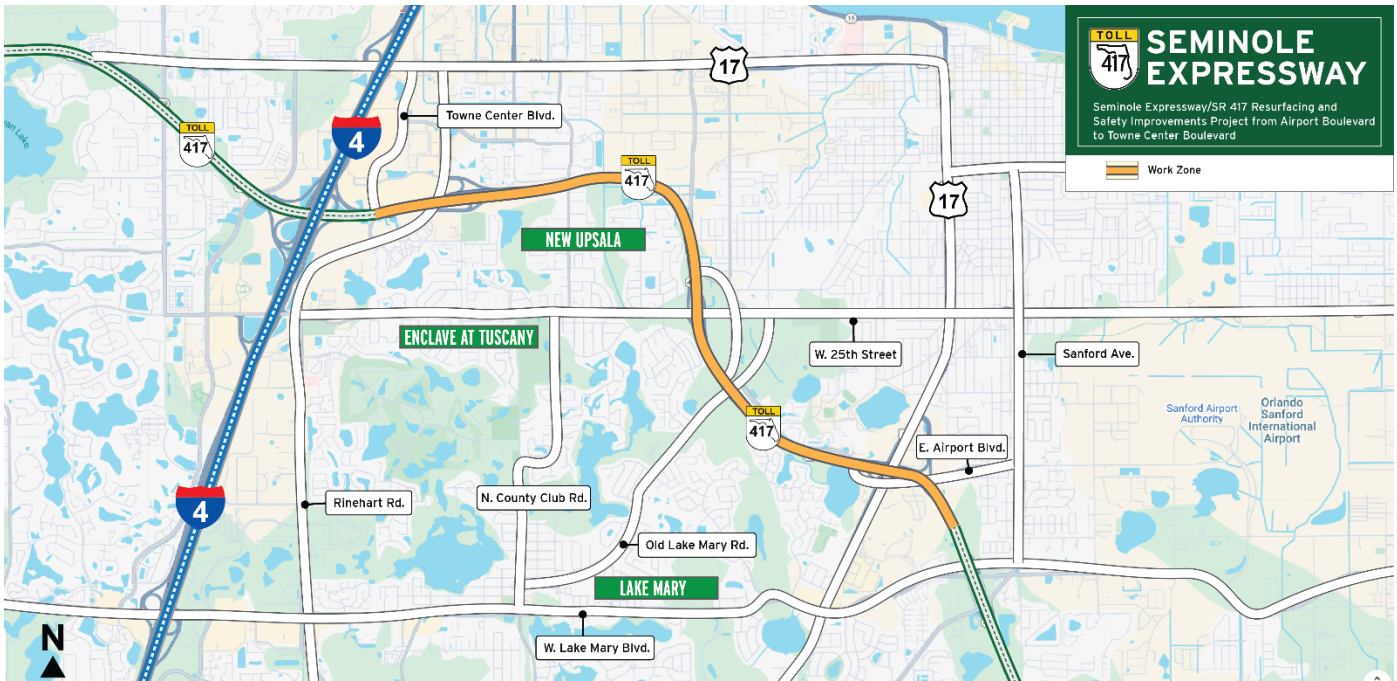 TOLL
417
SEMINOLE
EXPRESSWAY
Seminole Expressway/SR 417 Resurfacing and
Safety Improvements Project from Airport Boulevard
to Towne Center Boulevard
Work Zone
15
17
Towne Center Blvd.
4
TOLL
417
TOLL
417
17
NEW UPSALA
ENCLAVE AT TUSCANY
W. 25th Street
Sanford Ave.
TOLL
417
Sanford Airport
Authority
Orlando
Sanford
International
Airport
E. Airport Blvd.
4
Rinehart Rd.
N. County Club Rd.
Old Lake Mary Rd.
LAKE MARY
W. Lake Mary Blvd.
N